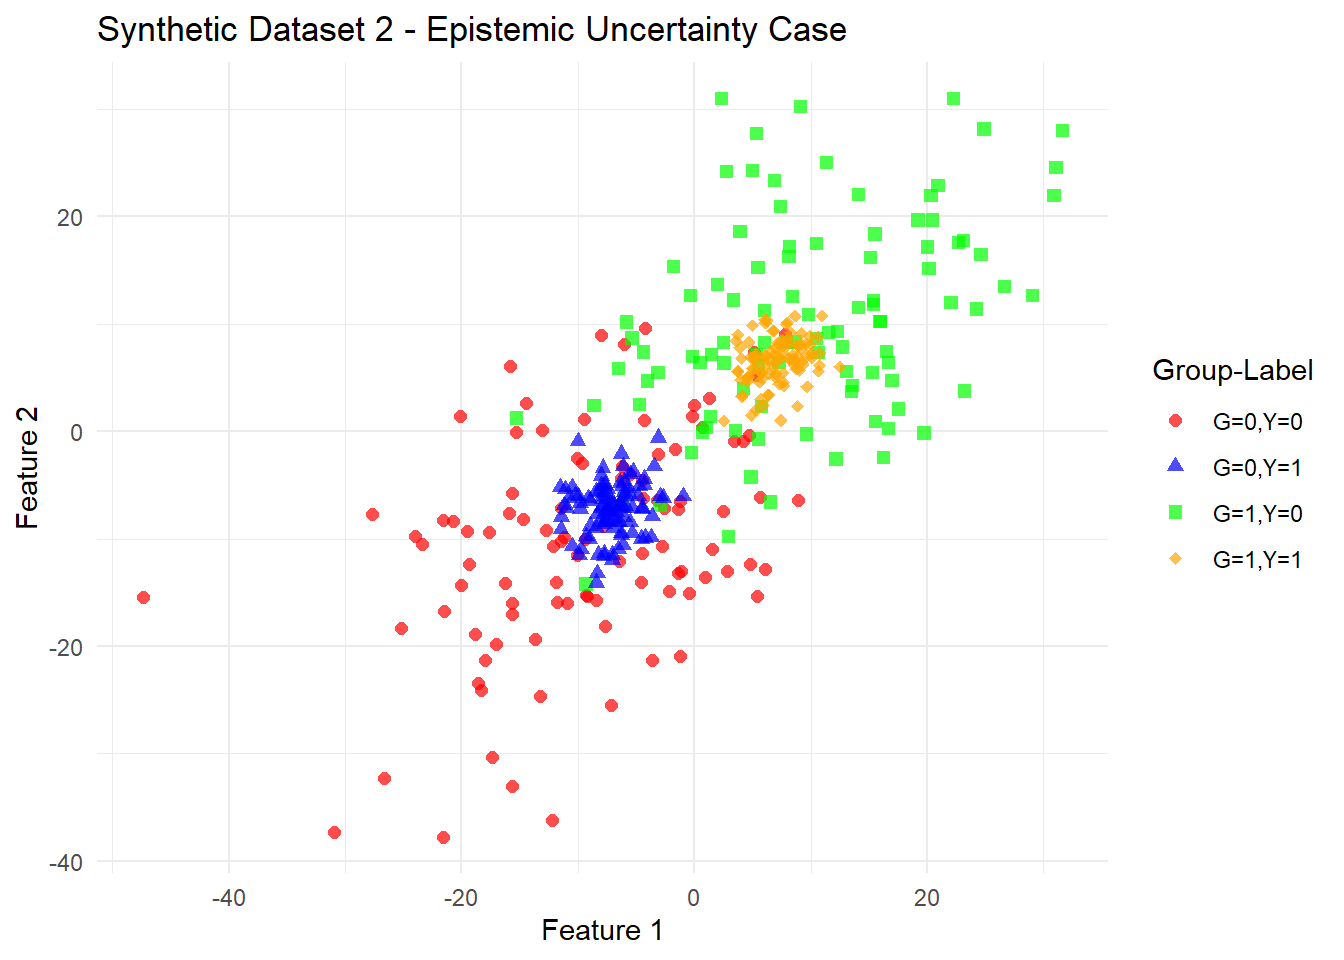 Synthetic Dataset 2 - Epistemic Uncertainty Case
Feature 2
20
0
-20
-40
-40
-20
0
20
Feature 1
Group-Label
G=0,Y=0
G=0,Y=1
G=1,Y=0
G=1,Y=1